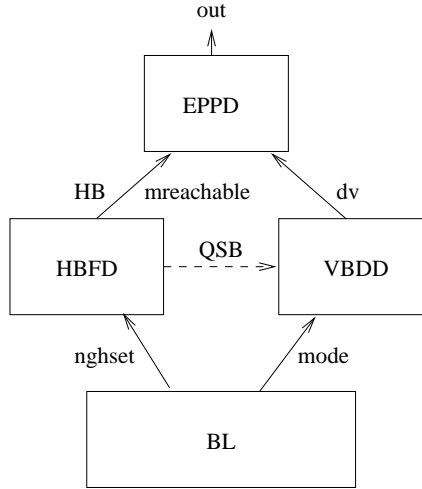 out
EPPD
HB mreachable dv
HBFD QSB VBDD
nghset mode
BL